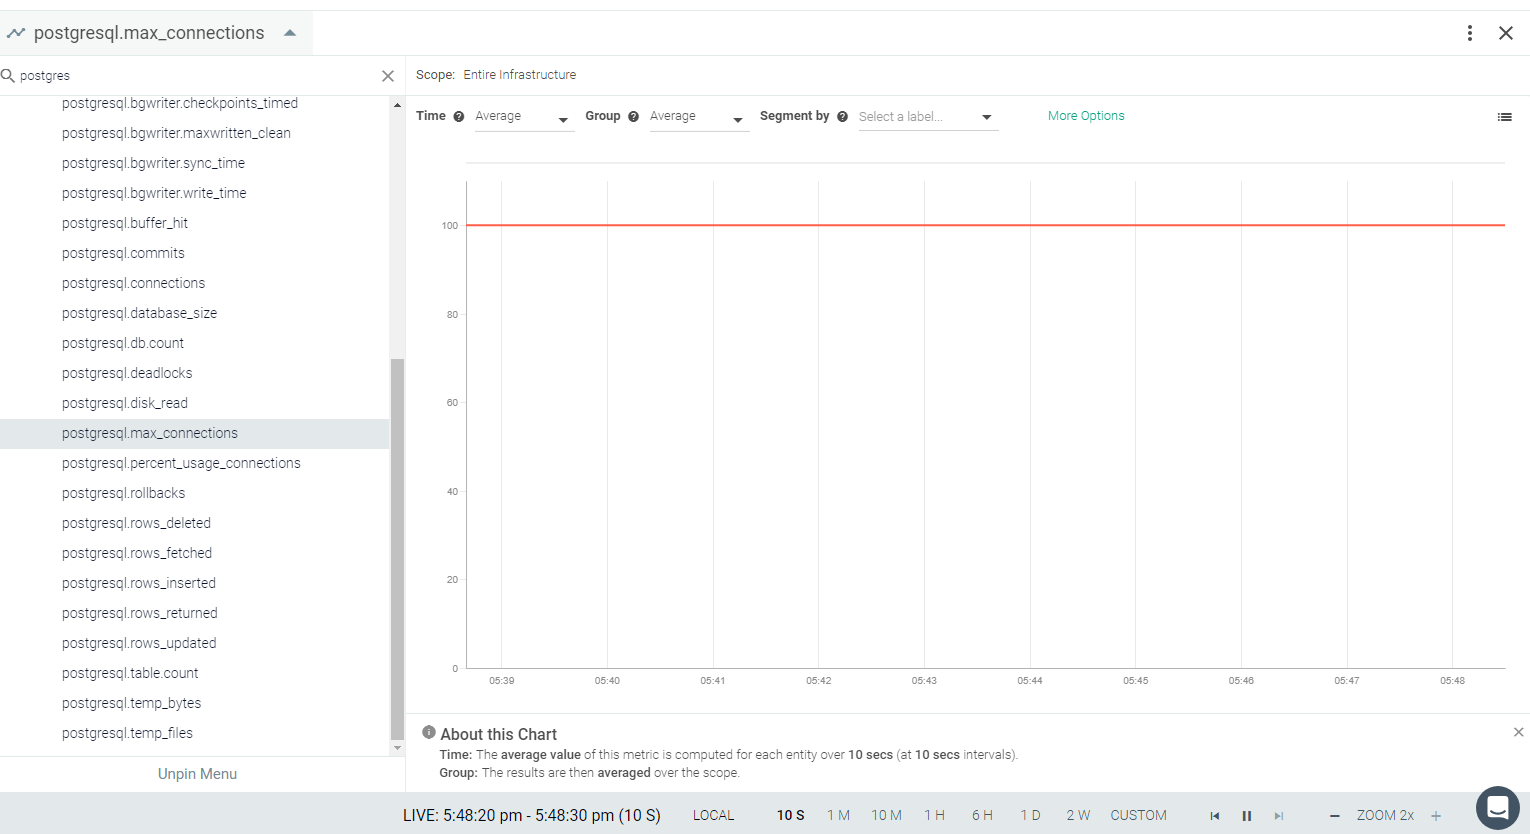 postgresql.max_connections
postgres
postgresql.bgwriter.checkpoints_timed
postgresql.bgwriter.maxwritten_clean
postgresql.bgwriter.sync_time
postgresql.bgwriter.write_time
postgresql.buffer_hit
postgresql.commits
postgresql.connections
postgresql.database_size
postgresql.db.count
postgresql.deadlocks
postgresql.disk_read
postgresql.max_connections
postgresql.percent_usage_connections
postgresql.rollbacks
postgresql.rows_deleted
postgresql.rows_fetched
postgresql.rows_inserted
postgresql.rows_returned
postgresql.rows_updated
postgresql.table.count
postgresql.temp_bytes
postgresql.temp_files
Unpin Menu
Scope: Entire Infrastructure
Time ? Average Group ? Average Segment by ? Select a label... More Options
100
80
60
40
20
0
05:39 05:40 05:41 05:42 05:43 05:44 05:45 05:46 05:47 05:48
About this Chart
Time: The average value of this metric is computed for each entity over 10 secs (at 10 secs intervals).
Group: The results are then averaged over the scope.
LIVE: 5:48:20 pm - 5:48:30 pm (10 S) LOCAL 10 S 1 M 10 M 1 H 6 H 1 D 2 W CUSTOM ZOOM 2x